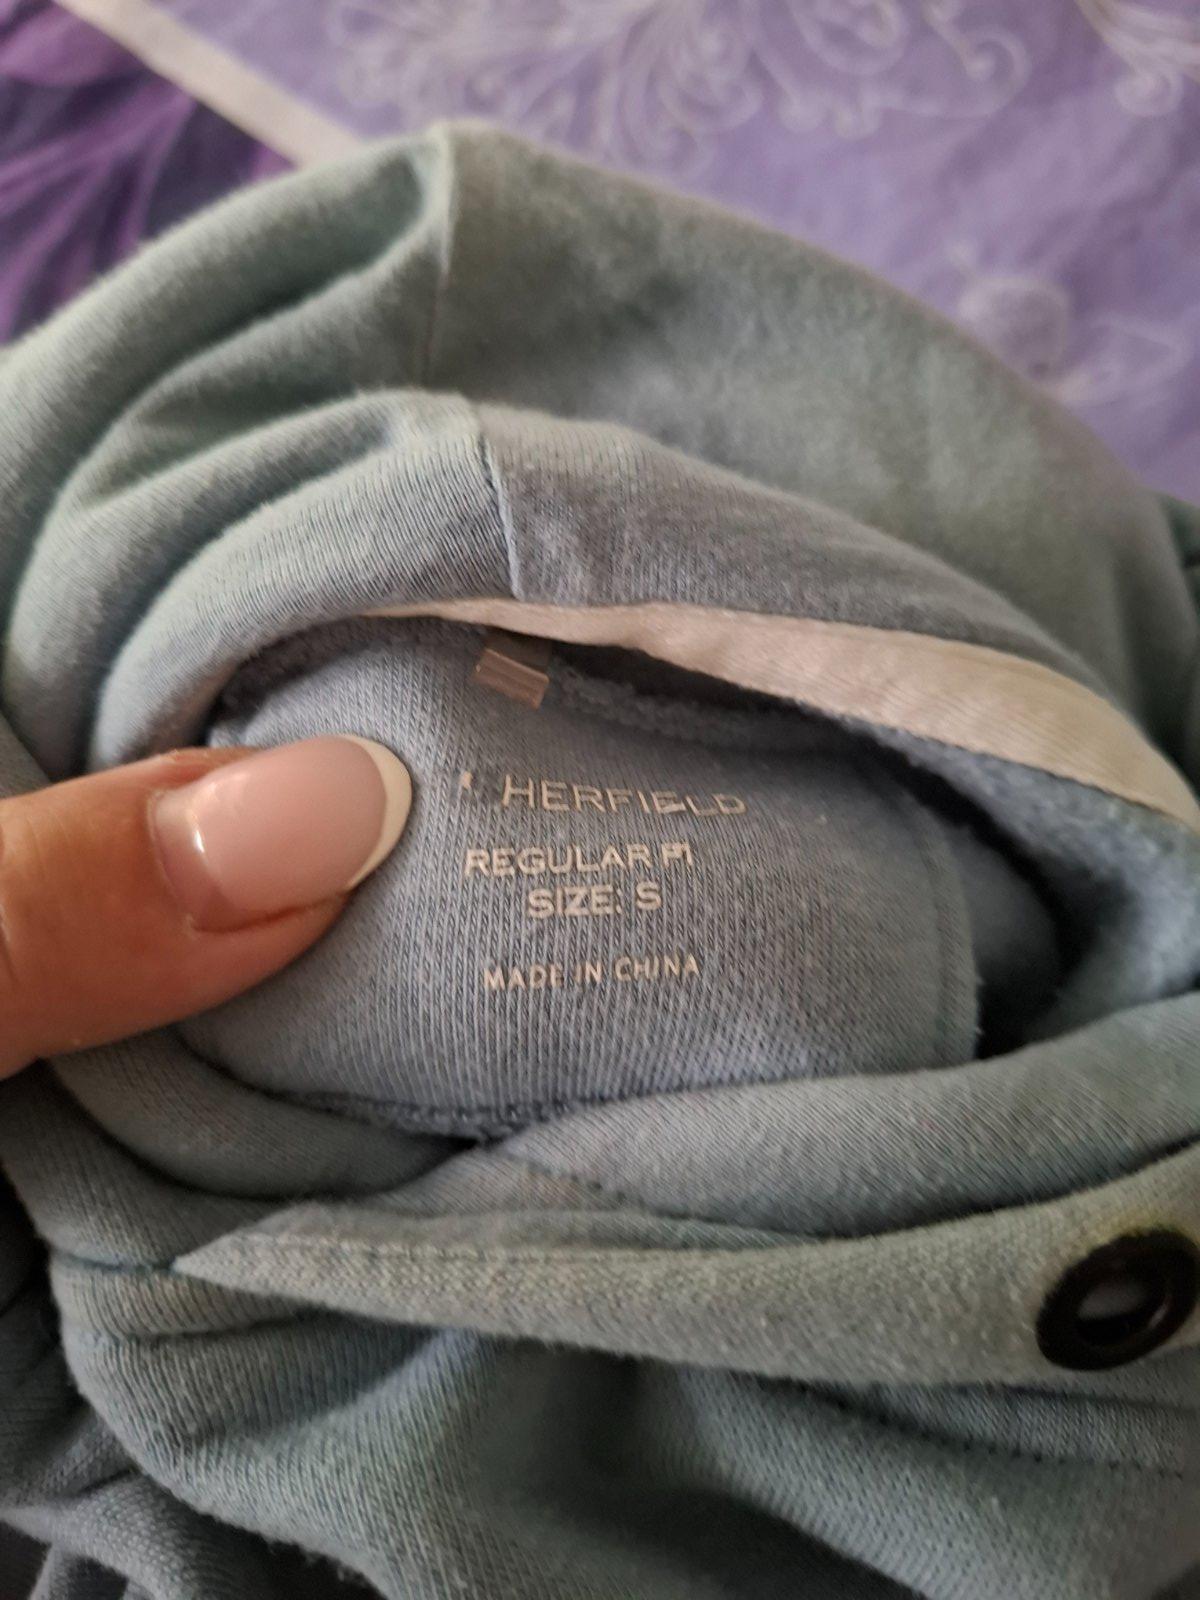 HERFIELD
REGULAR FI
SIZE: S
MADE IN CHINA